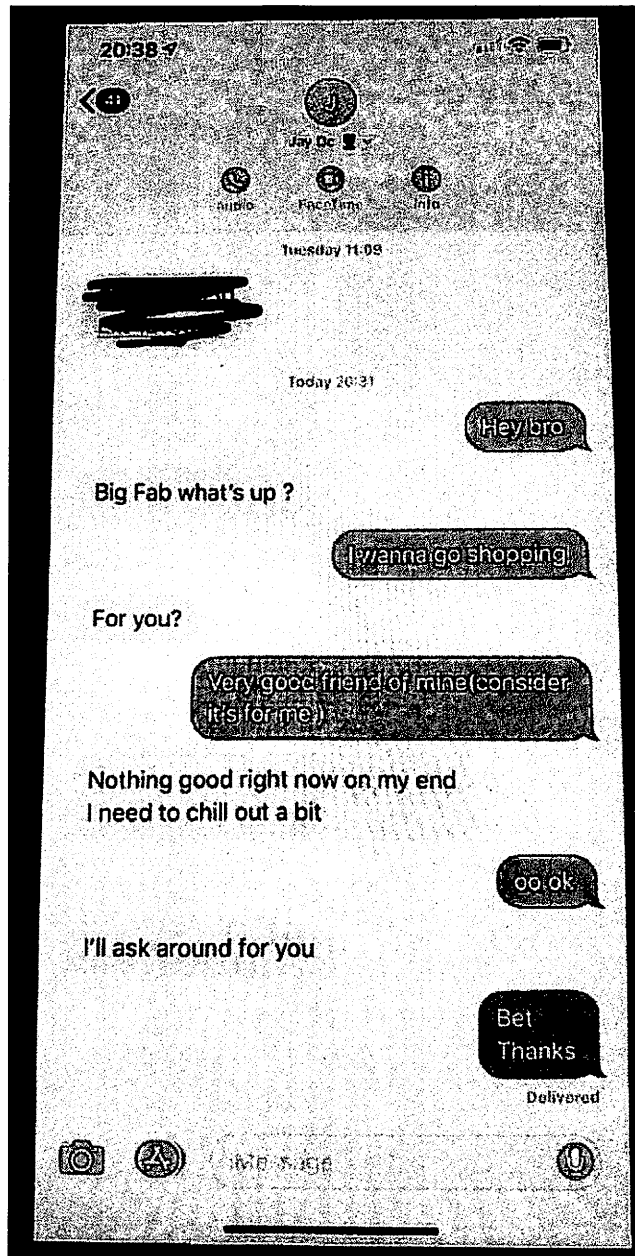 20:38
41
J
Jay Dc
audio
FaceTime
info
Tuesday 11:09
Today 20:31
Hey bro
Big Fab what's up ?
I wanna go shopping
For you?
Very good friend of mine(consider
it's for me )
Nothing good right now on my end
I need to chill out a bit
oo ok
I'll ask around for you
Bet
Thanks
Delivered
Message